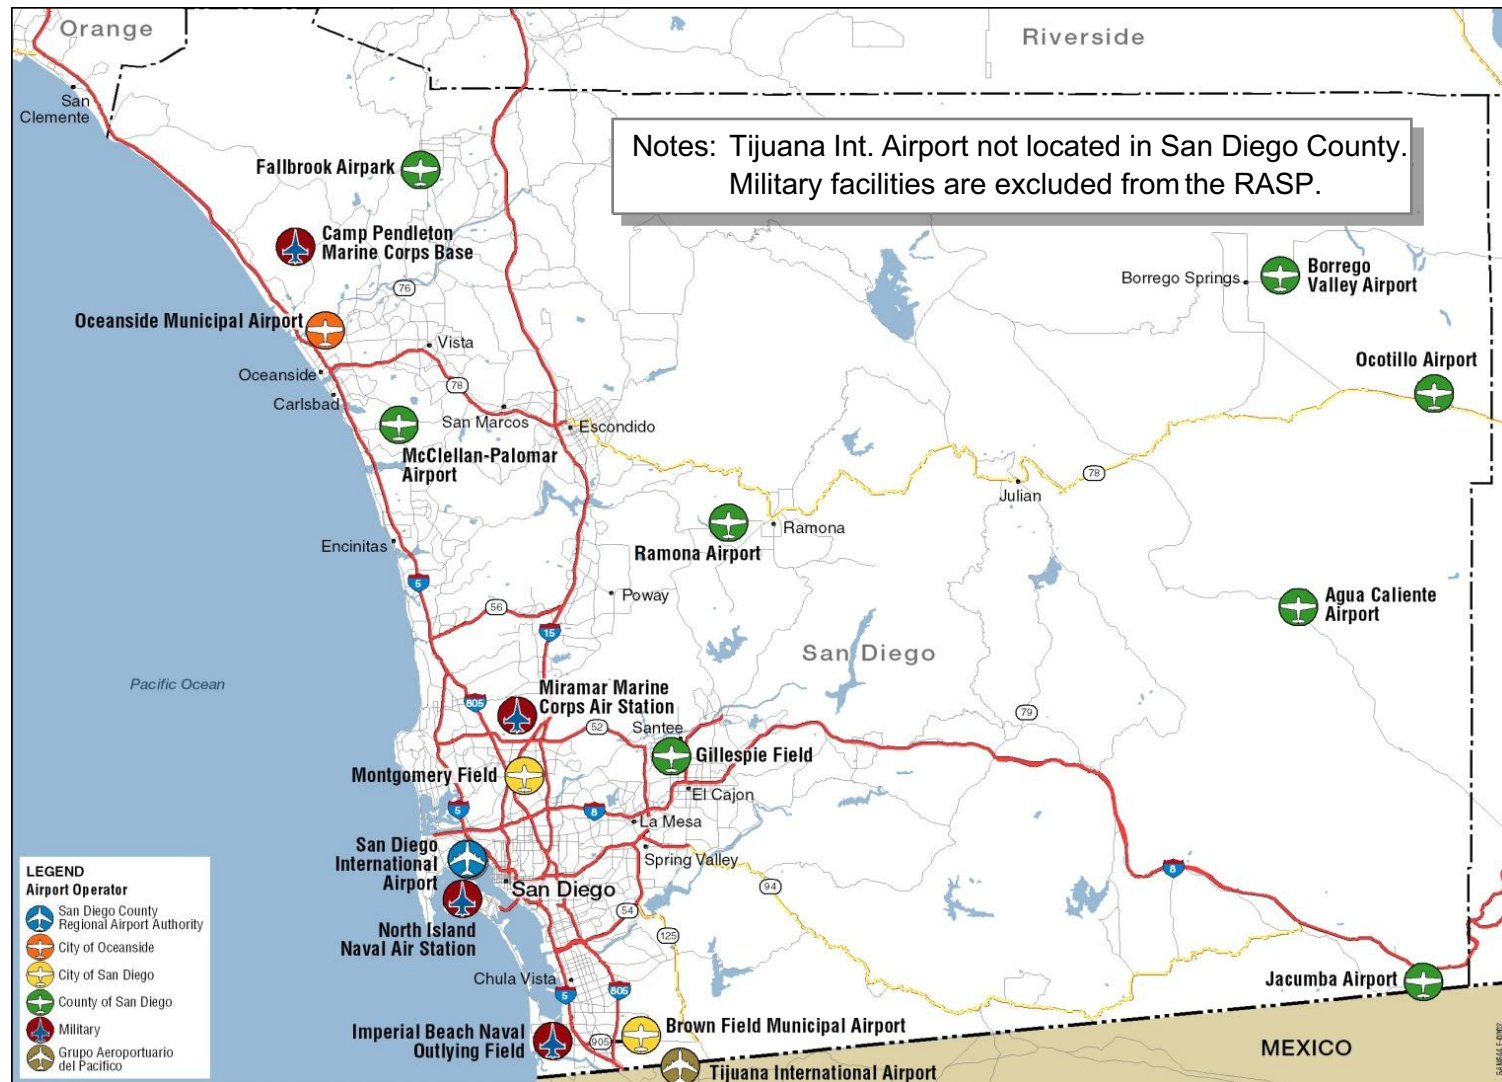 Orange
Riverside
San
Clemente
Notes: Tijuana Int. Airport not located in San Diego County.
Military facilities are excluded from the RASP.
Fallbrook Airpark
Camp Pendleton
Marine Corps Base
76
Borrego Springs
Borrego
Valley Airport
Oceanside Municipal Airport
Vista
Oceanside
78
Carlsbad
San Marcos
Escondido
Ocotillo Airport
McClellan-Palomar
Airport
78
Julian
Ramona
Ramona Airport
Encinitas
5
Poway
56
15
Agua Caliente
Airport
San Diego
Pacific Ocean
Miramar Marine
Corps Air Station
805
52
Santee
79
Montgomery Field
Gillespie Field
El Cajon
5
8
La Mesa
San Diego
International
Airport
Spring Valley
8
94
San Diego
North Island
Naval Air Station
54
125
Chula Vista
5
805
Jacumba Airport
Imperial Beach Naval
Outlying Field
905
Brown Field Municipal Airport
MEXICO
Tijuana International Airport
LEGEND
Airport Operator
San Diego County
Regional Airport Authority
City of Oceanside
City of San Diego
County of San Diego
Military
Grupo Aeroportuario
del Pacifico